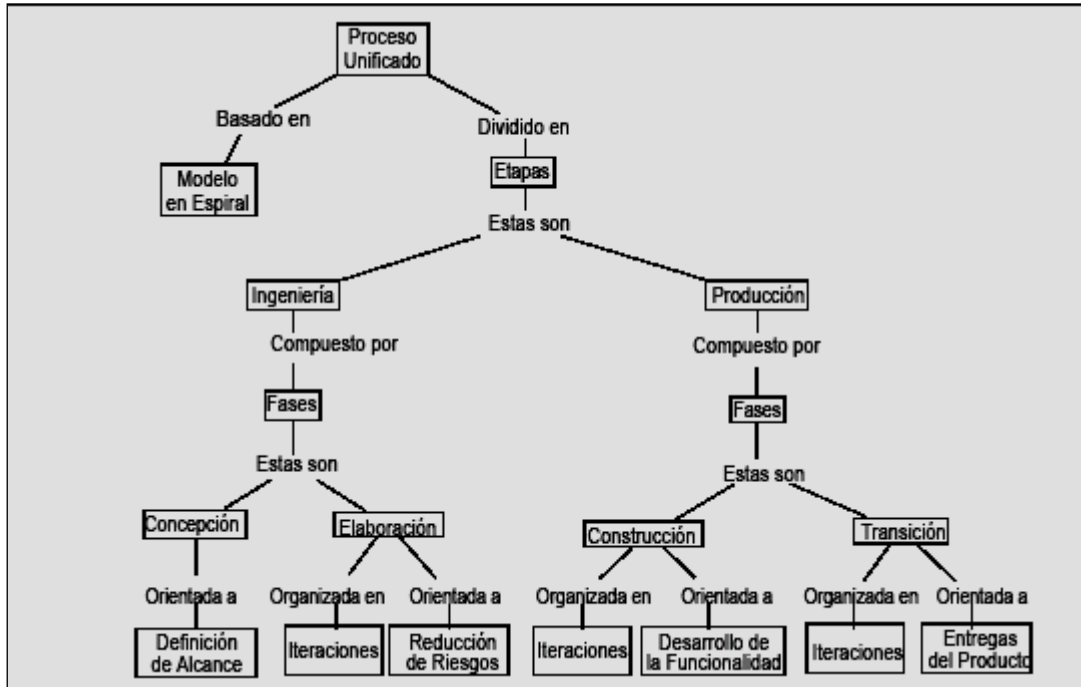 Proceso
Unificado
Basado en
Dividido en
Modelo
en Espiral
Etapas
Estas son
Ingeniería
Producción
Compuesto por
Compuesto por
Fases
Fases
Estas son
Estas son
Concepción
Elaboración
Construcción
Transición
Orientada a
Organizada en
Orientada a
Organizada en
Orientada a
Organizada en
Orientada a
Definición
de Alcance
Iteraciones
Reducción
de Riesgos
Iteraciones
Desarrollo de
la Funcionalidad
Iteraciones
Entregas
del Producto